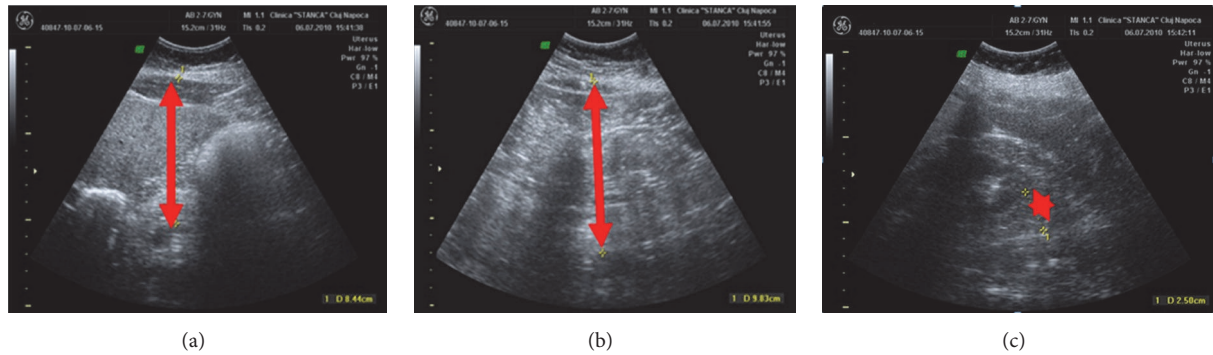 AB 2-7/GYN MI 1.1 Clinica "STANCA" Cluj Napoca
40847-10-07-06-15 15.2cm / 31Hz TIs 0.2 06.07.2010 15:41:38
Uterus
Har-low
Pwr 97 %
Gn -1
C8 / M4
P3 / E1
1 D 8.44cm
(a)
AB 2-7/GYN MI 1.1 Clinica "STANCA" Cluj Napoca
40847-10-07-06-15 15.2cm / 31Hz TIs 0.2 06.07.2010 15:41:55
Uterus
Har-low
Pwr 97 %
Gn -1
C8 / M4
P3 / E1
1 D 9.83cm
(b)
AB 2-7/GYN MI 1.1 Clinica "STANCA" Cluj Napoca
40847-10-07-06-15 15.2cm / 31Hz TIs 0.2 06.07.2010 15:42:11
Uterus
Har-low
Pwr 97 %
Gn -1
C8 / M4
P3 / E1
1 D 2.50cm
(c)